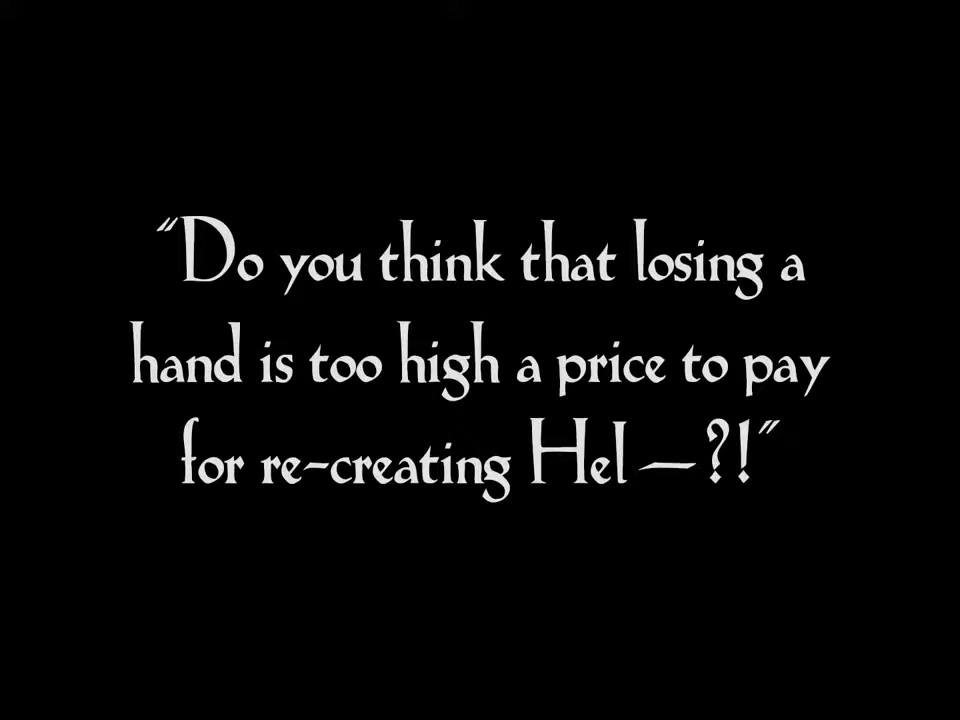 "Do you think that losing a
hand is too high a price to pay
for re-creating Hel—?!"